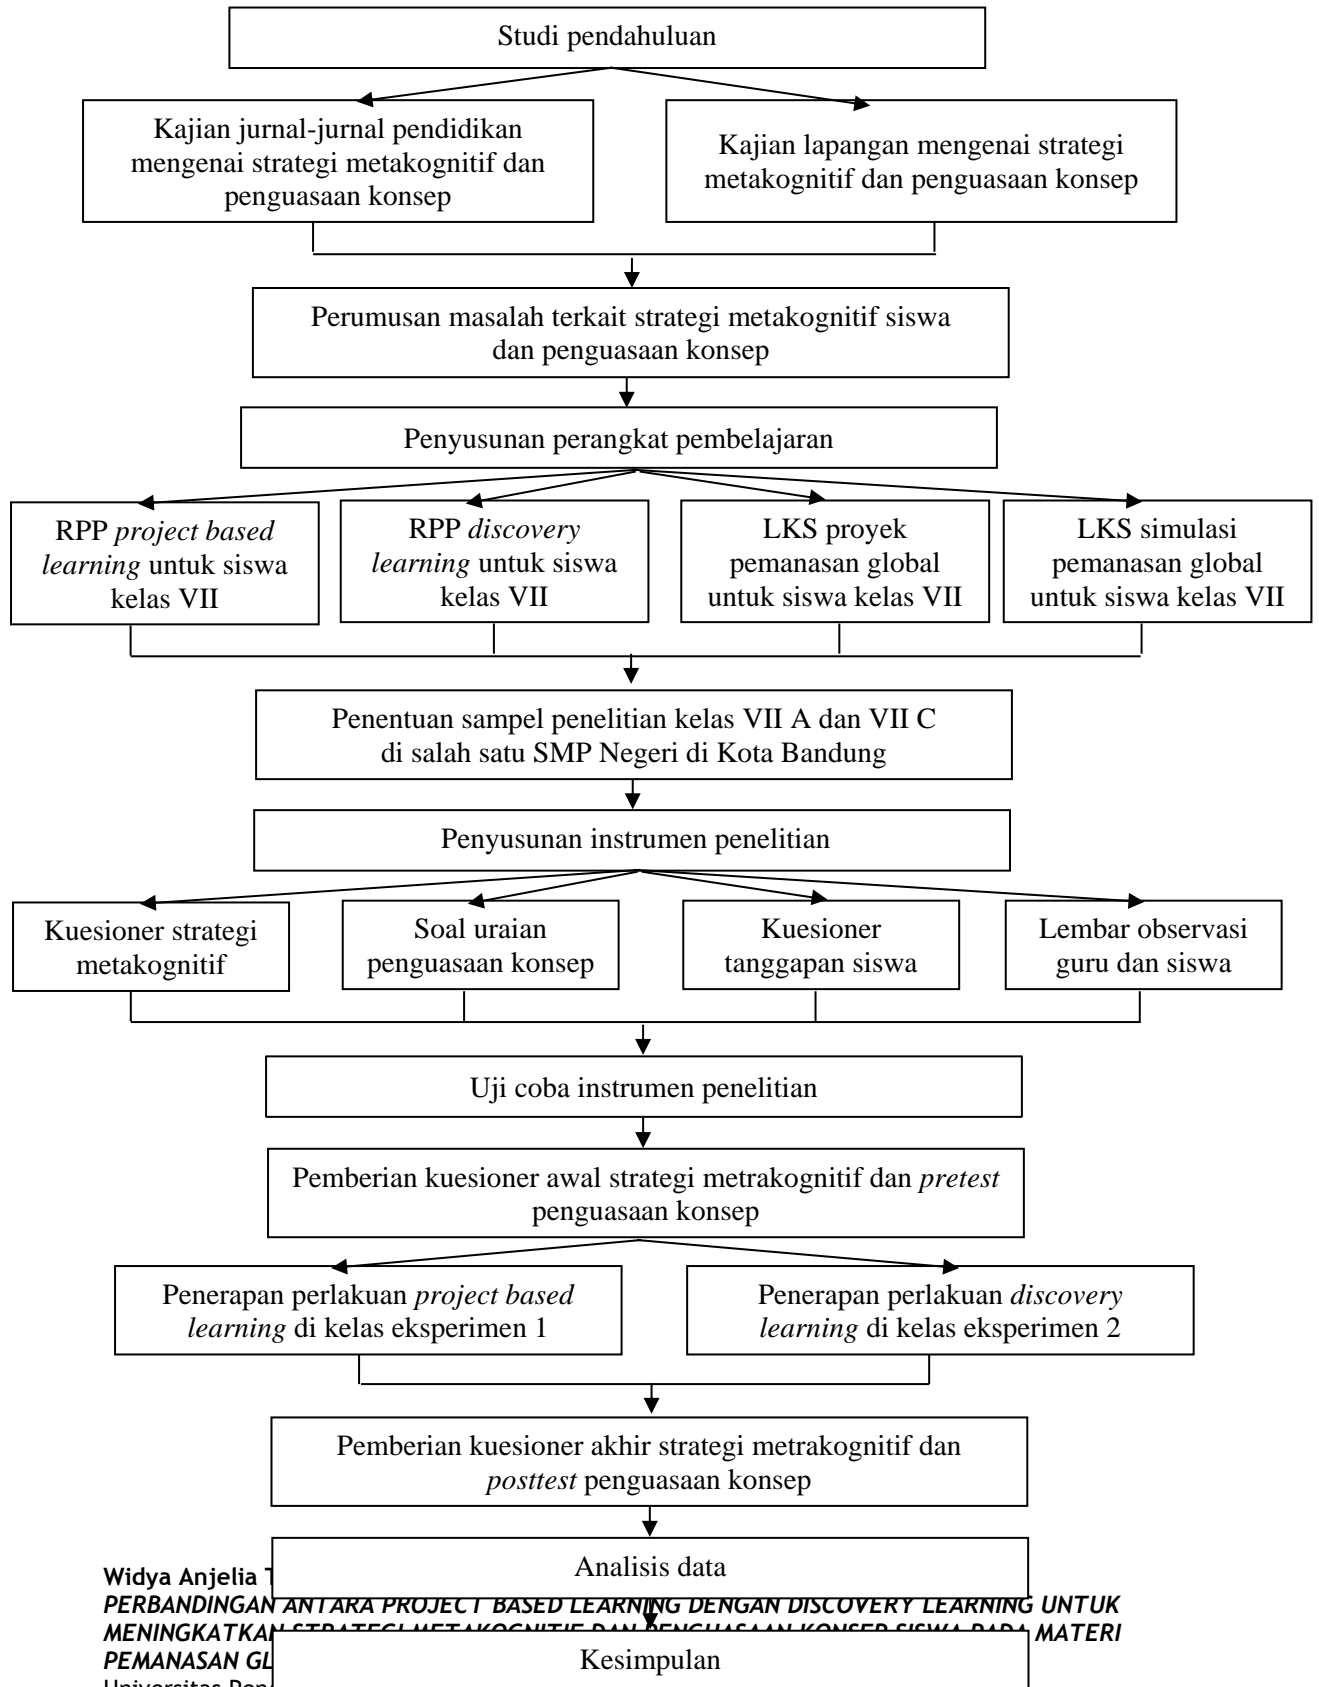 Studi pendahuluan
Kajian jurnal-jurnal pendidikan
mengenai strategi metakognitif dan
penguasaan konsep
Kajian lapangan mengenai strategi
metakognitif dan penguasaan konsep
Perumusan masalah terkait strategi metakognitif siswa
dan penguasaan konsep
Penyusunan perangkat pembelajaran
RPP project based
learning untuk siswa
kelas VII
RPP discovery
learning untuk siswa
kelas VII
LKS proyek
pemanasan global
untuk siswa kelas VII
LKS simulasi
pemanasan global
untuk siswa kelas VII
Penentuan sampel penelitian kelas VII A dan VII C
di salah satu SMP Negeri di Kota Bandung
Penyusunan instrumen penelitian
Kuesioner strategi
metakognitif
Soal uraian
penguasaan konsep
Kuesioner
tanggapan siswa
Lembar observasi
guru dan siswa
Uji coba instrumen penelitian
Pemberian kuesioner awal strategi metrakognitif dan pretest
penguasaan konsep
Penerapan perlakuan project based
learning di kelas eksperimen 1
Penerapan perlakuan discovery
learning di kelas eksperimen 2
Pemberian kuesioner akhir strategi metrakognitif dan
posttest penguasaan konsep
Analisis data
Kesimpulan
Widya Anjelia
PERBANDINGAN ANTARA PROJECT BASED LEARNING DENGAN DISCOVERY LEARNING UNTUK
MENINGKATKAN STRATEGI METAKOGNITIF DAN PENGUASAAN KONSEP SISWA PADA MATERI
PEMANASAN
Universitas